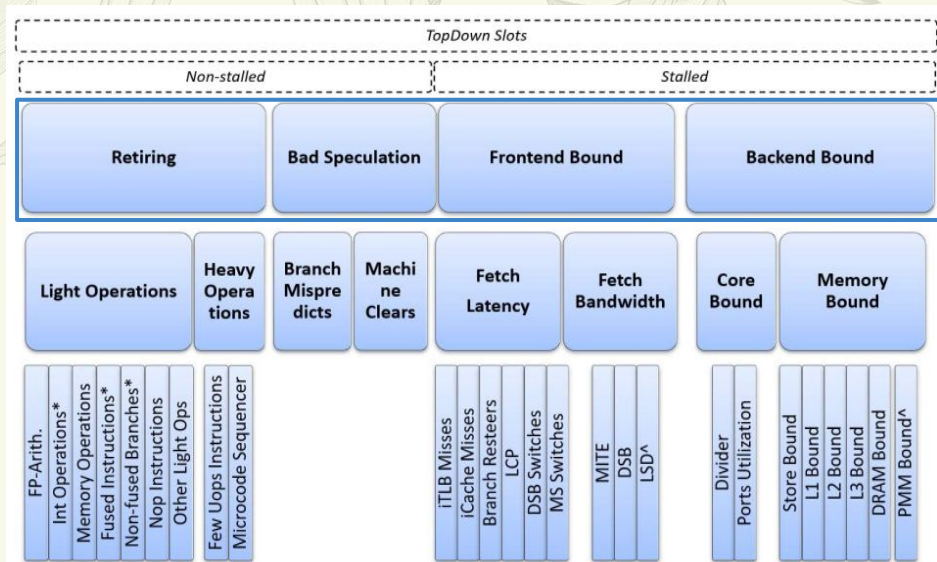 TopDown Slots
Non-stalled
Stalled
Retiring
Bad Speculation
Frontend Bound
Backend Bound
Light Operations
Heavy
Opera
tions
Branch
Mispre
dicts
Machi
ne
Clears
Fetch
Latency
Fetch
Bandwidth
Core
Bound
Memory
Bound
FP-Arith.
Int Operations*
Memory Operations
Fused Instructions*
Non-fused Branches*
Nop Instructions
Other Light Ops
Few Uops Instructions
Microcode Sequencer
iTLB Misses
iCache Misses
Branch Resteers
LCP
DSB Switches
MS Switches
MITE
DSB
LSD^
Divider
Ports Utilization
Store Bound
L1 Bound
L2 Bound
L3 Bound
DRAM Bound
PMM Bound^